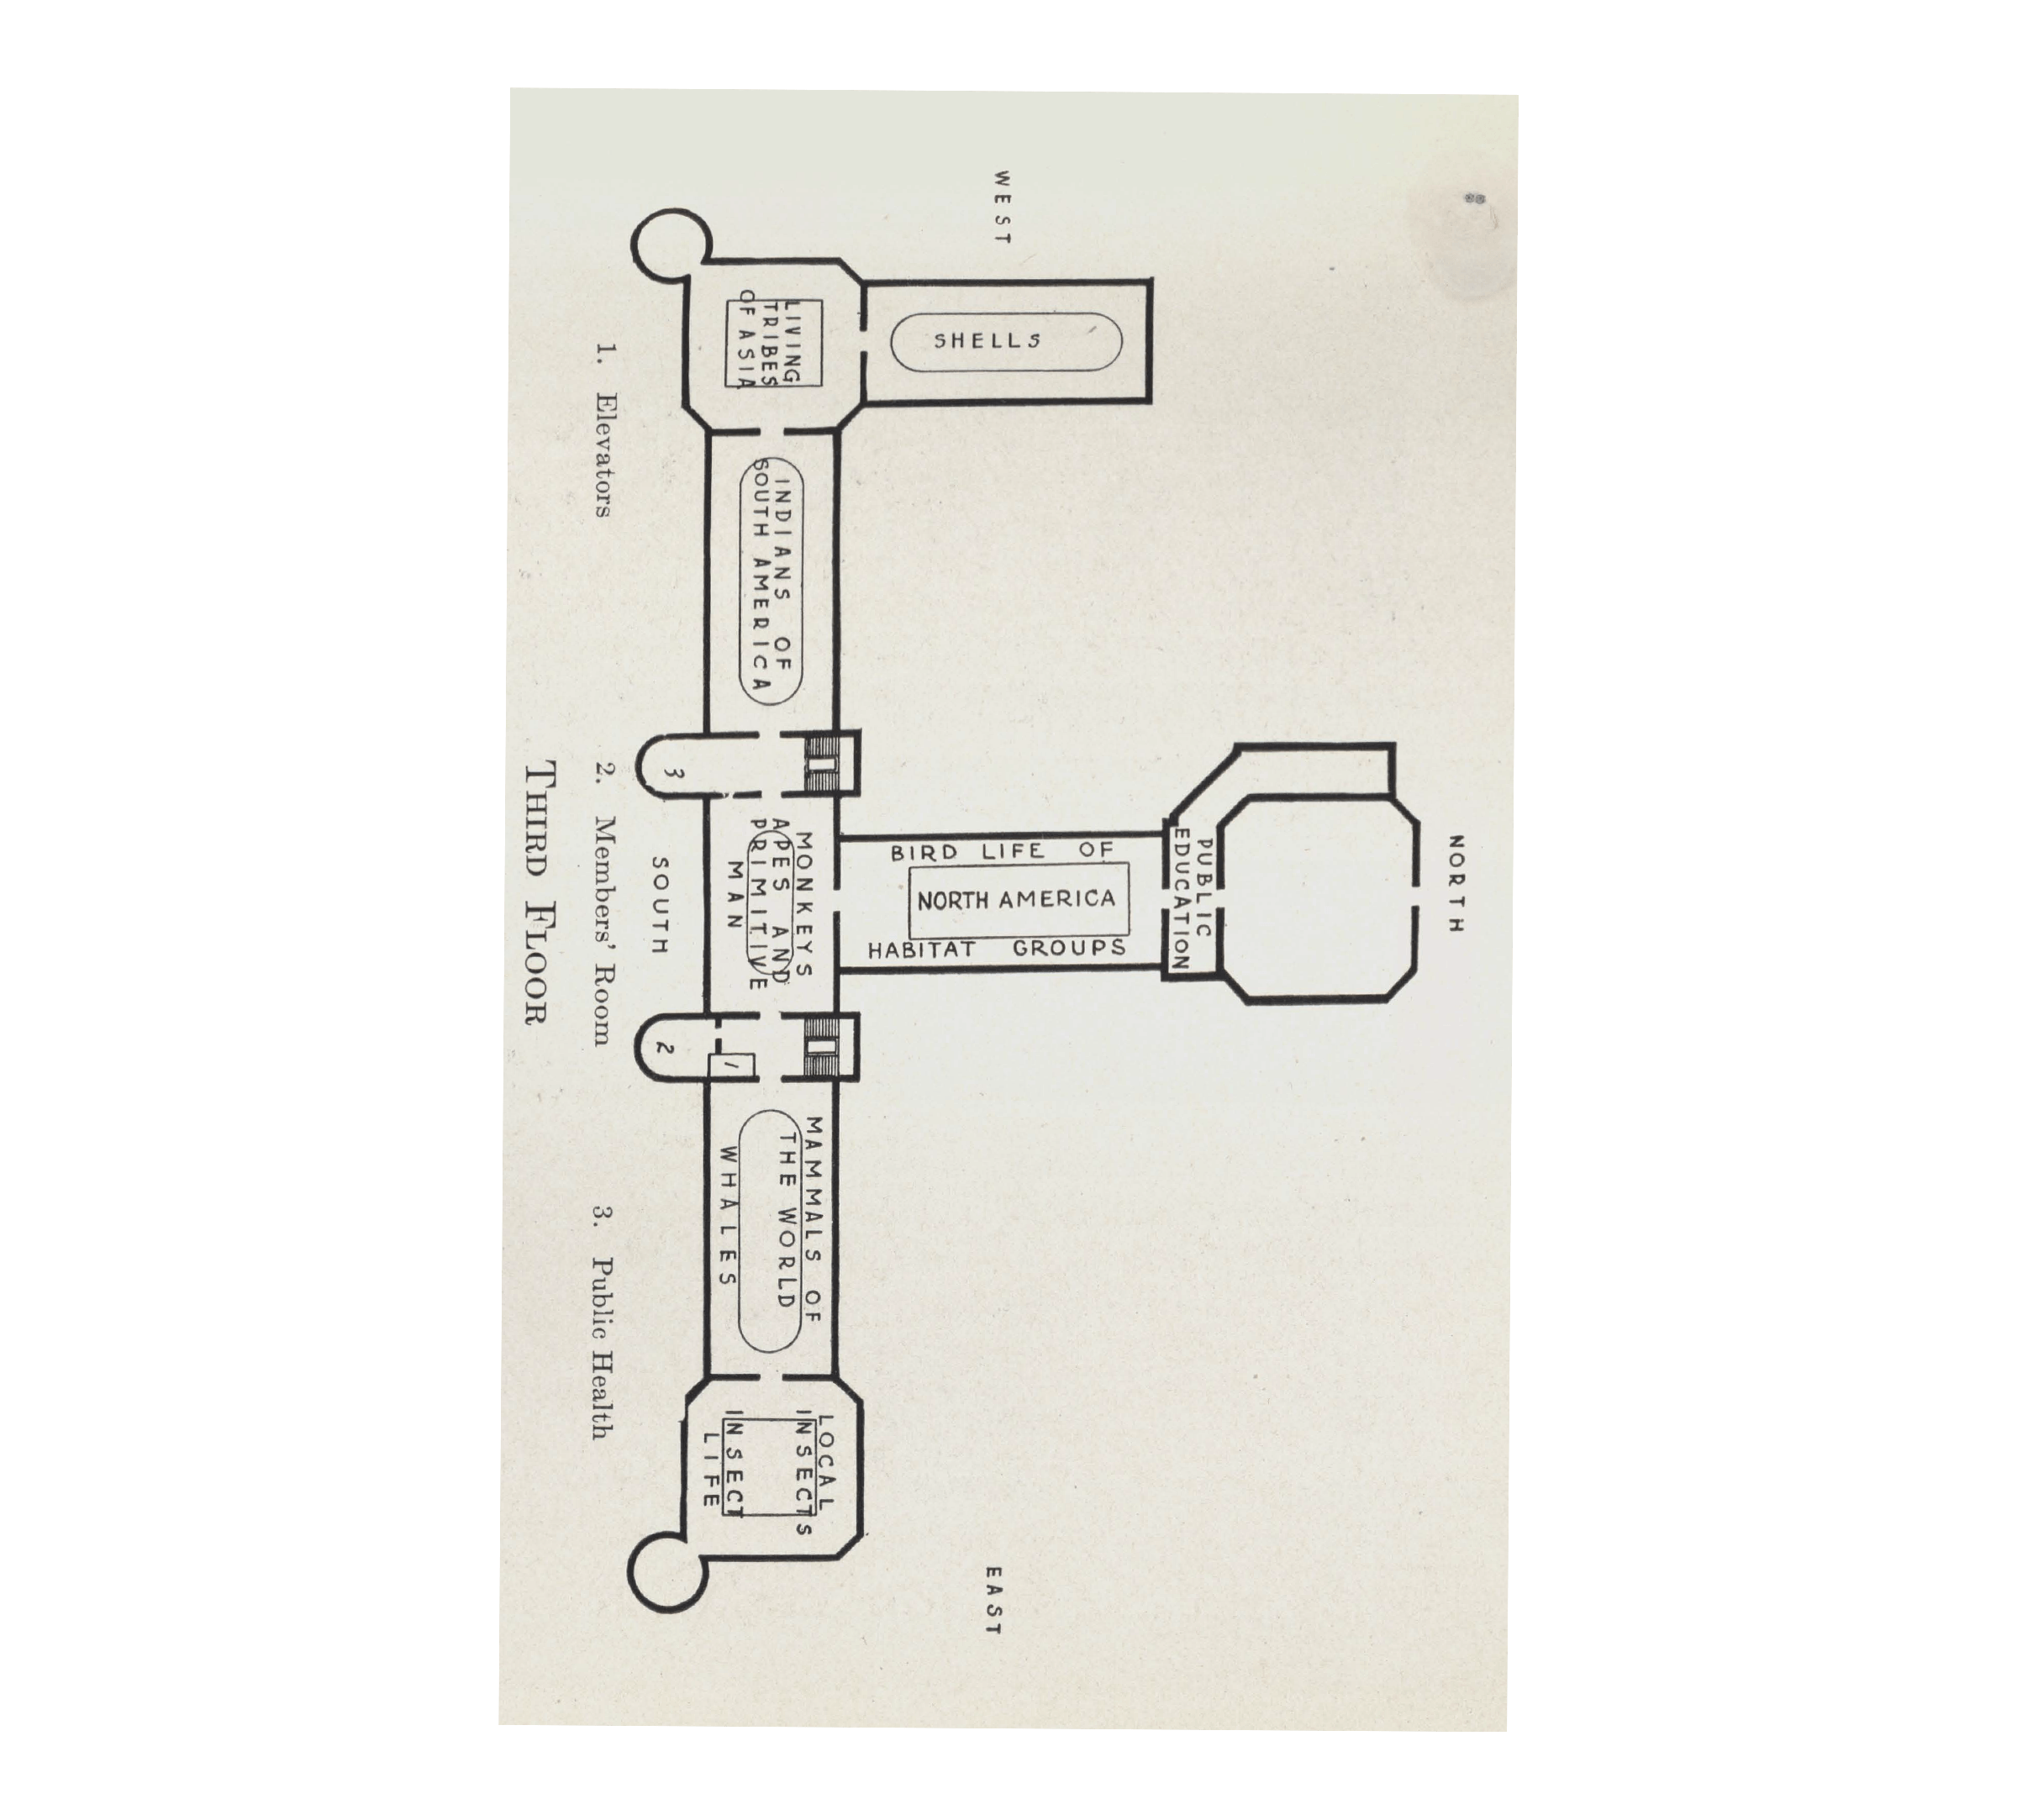 88
NORTH
WEST
EAST
PUBLIC
EDUCATION
SHELLS
BIRD LIFE OF
NORTH AMERICA
HABITAT GROUPS
LIVING
TRIBES
OF ASIA
INDIANS OF
SOUTH AMERICA
MONKEYS
APES AND
PRIMITIVE
MAN
MAMMALS OF
THE WORLD
WHALES
LOCAL
INSECTS
INSECT
LIFE
3
1
2
SOUTH
1. Elevators 2. Members' Room 3. Public Health
THIRD FLOOR